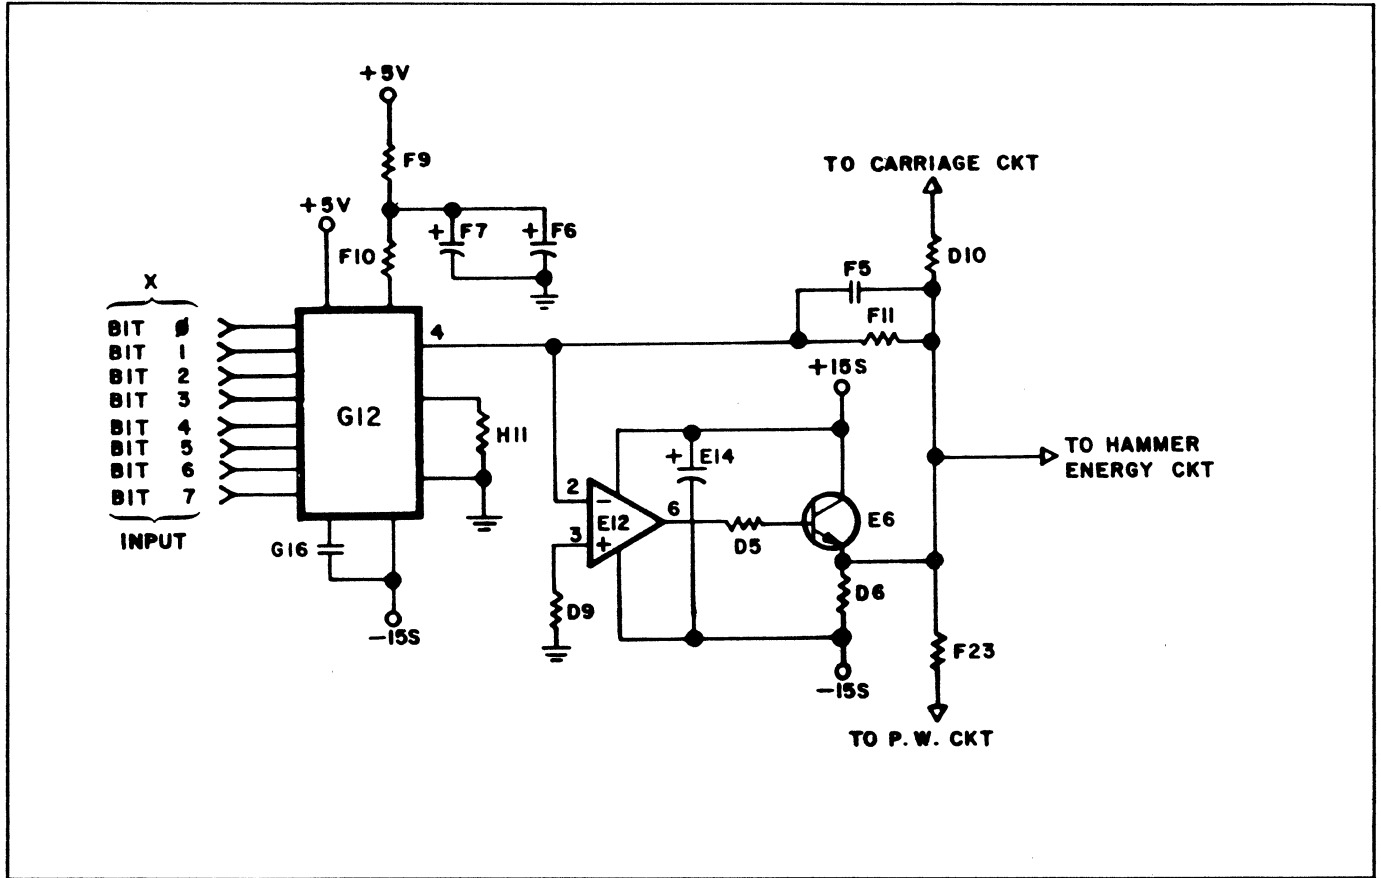 +5V
F9
+5V
F7
F6
F10
TO CARRIAGE CKT
D10
F5
F11
X
BIT Ø
BIT 1
BIT 2
BIT 3
BIT 4
BIT 5
BIT 6
BIT 7
INPUT
G12
4
H11
G16
-15S
+15S
+
+
+ E14
2
-
E12
3
+
6
D5
E6
D9
D6
-15S
TO HAMMER
ENERGY CKT
F23
TO P.W. CKT